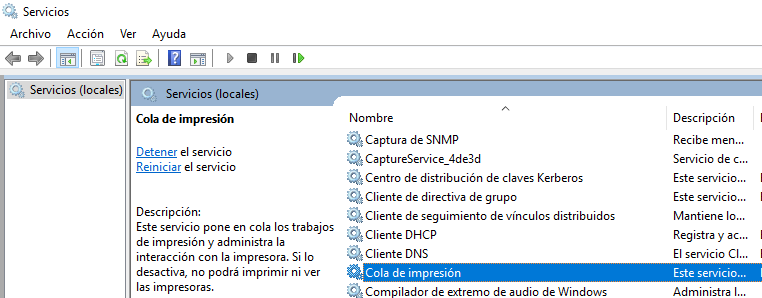 Servicios
Archivo Acción Ver Ayuda
Servicios (locales)
Servicios (locales)
Cola de impresión
Detener el servicio
Reiniciar el servicio
Descripción:
Este servicio pone en cola los trabajos
de impresión y administra la
interacción con la impresora. Si lo
desactiva, no podrá imprimir ni ver
las impresoras.
Nombre Descripción
Captura de SNMP Recibe men...
CaptureService_4de3d Servicio de c...
Centro de distribución de claves Kerberos Este servicio...
Cliente de directiva de grupo Este servicio...
Cliente de seguimiento de vínculos distribuidos Mantiene lo...
Cliente DHCP Registra y ac...
Cliente DNS El servicio Cl...
Cola de impresión Este servicio...
Compilador de extremo de audio de Windows Administra l...